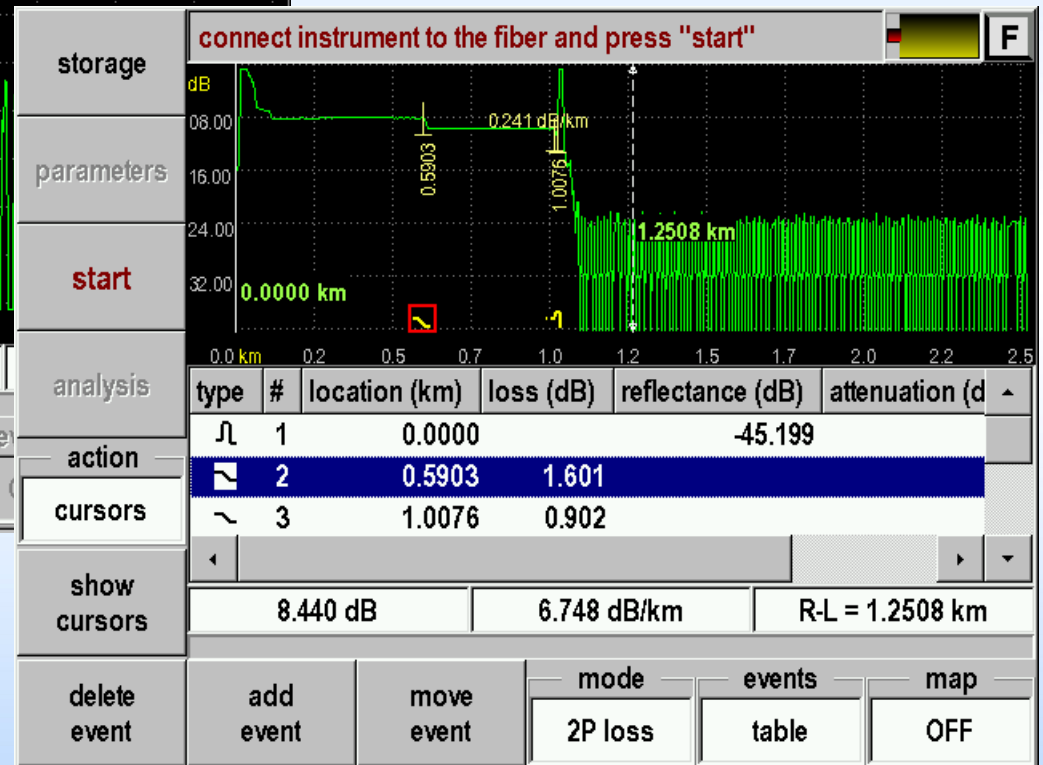 storage
connect instrument to the fiber and press "start"
F
parameters
start
analysis
action
cursors
show
cursors
dB
08.00
16.00
24.00
32.00
0.241 dB/km
0.5903
1.0076
1.2508 km
0.0000 km
0.0 km 0.2 0.5 0.7 1.0 1.2 1.5 1.7 2.0 2.2 2.5
type # location (km) loss (dB) reflectance (dB) attenuation (d
1 0.0000 -45.199
2 0.5903 1.601
3 1.0076 0.902
8.440 dB 6.748 dB/km R-L = 1.2508 km
delete
event
add
event
move
event
mode
2P loss
events
table
map
OFF